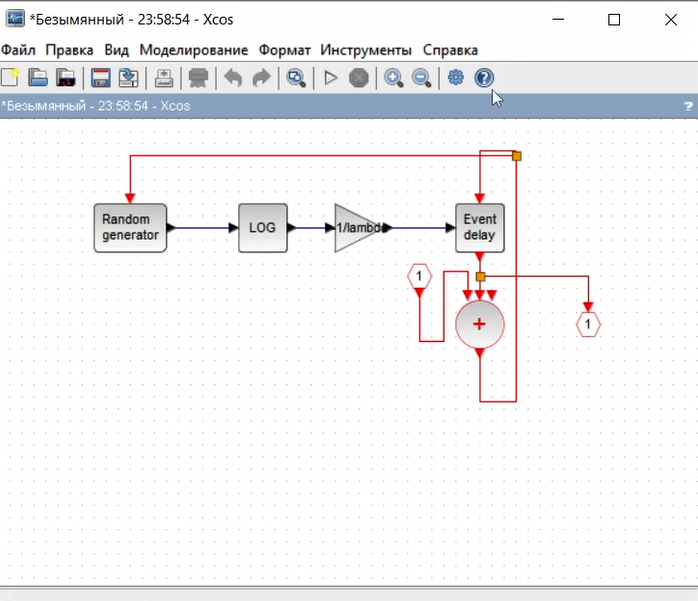 *Безымянный - 23:58:54 - Xcos
Файл Правка Вид Моделирование Формат Инструменты Справка
*Безымянный - 23:58:54 - Xcos ?
Random
generator
LOG
1/lambd
Event
delay
1
+
1